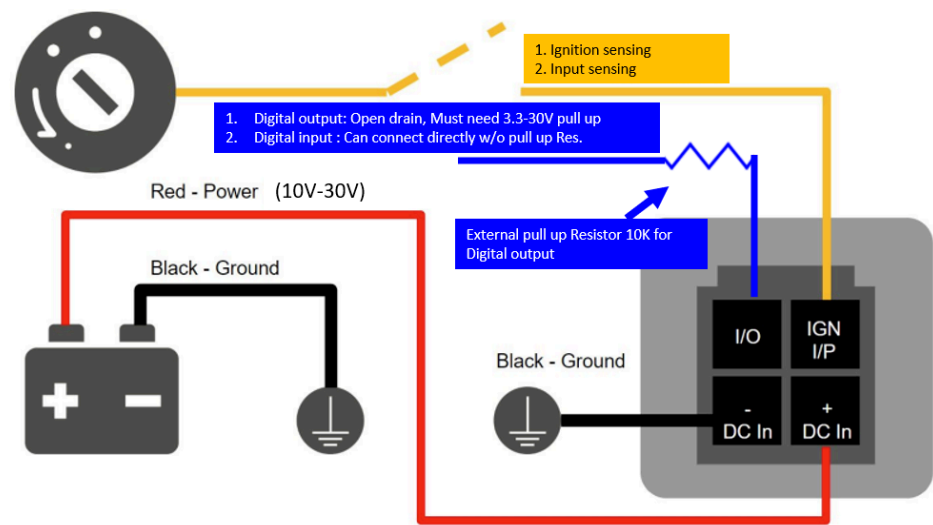 1. Ignition sensing
2. Input sensing
1. Digital output: Open drain, Must need 3.3-30V pull up
2. Digital input : Can connect directly w/o pull up Res.
Red - Power (10V-30V)
External pull up Resistor 10K for
Digital output
Black - Ground
I/O
IGN
I/P
Black - Ground
-
DC In
+
DC In
+
-